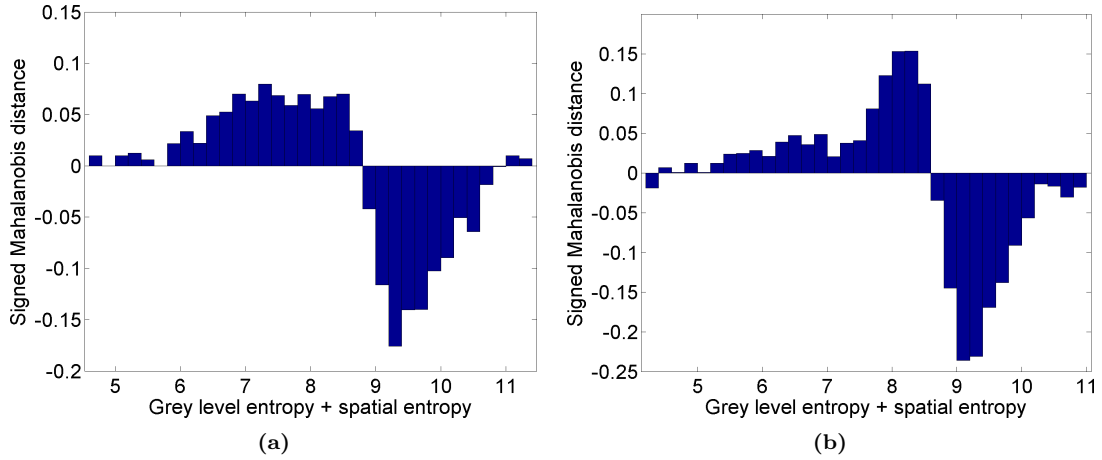 0.15
0.1
0.05
0
-0.05
-0.1
-0.15
-0.2
Signed Mahalanobis distance
5 6 7 8 9 10 11
Grey level entropy + spatial entropy
(a)
0.15
0.1
0.05
0
-0.05
-0.1
-0.15
-0.2
-0.25
Signed Mahalanobis distance
5 6 7 8 9 10 11
Grey level entropy + spatial entropy
(b)